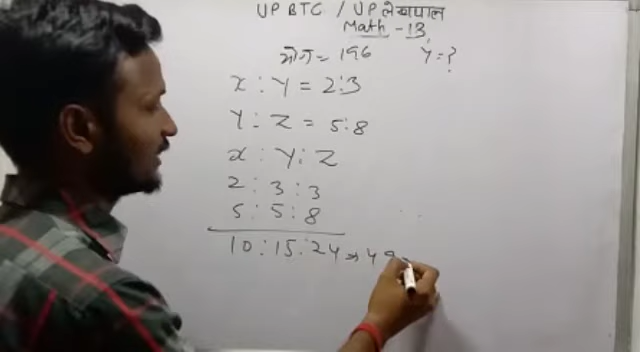 UP BTC / UP लेखपाल
Math - 13
योग = 196 Y = ?
x : Y = 2:3
Y : Z = 5:8
x : Y : Z
2 : 3 : 3
5 : 5 : 8
10 : 15 : 24 ⇒ 49